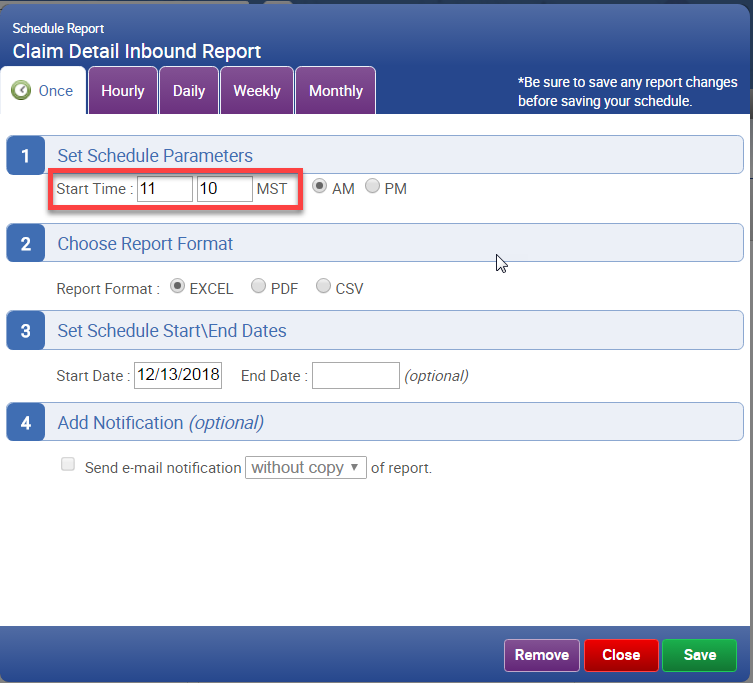 Schedule Report
Claim Detail Inbound Report
Once Hourly Daily Weekly Monthly
*Be sure to save any report changes
before saving your schedule.
1 Set Schedule Parameters
Start Time : 11 10 MST AM PM
2 Choose Report Format
Report Format : EXCEL PDF CSV
3 Set Schedule Start\End Dates
Start Date : 12/13/2018 End Date : (optional)
4 Add Notification (optional)
Send e-mail notification without copy ▼ of report.
Remove Close Save